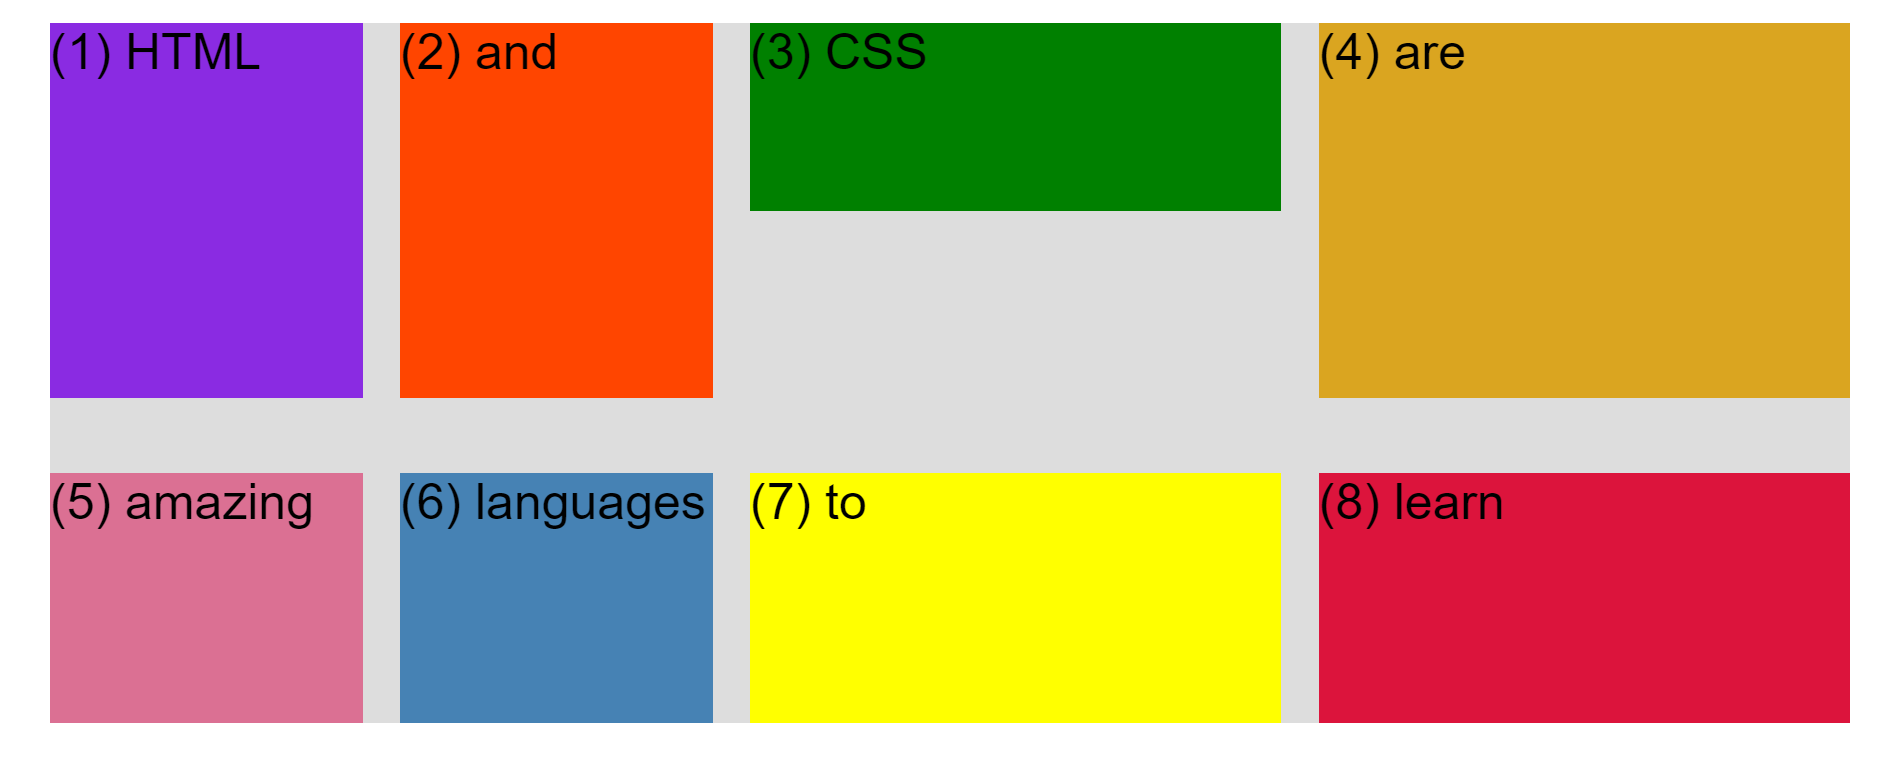 (1) HTML
(2) and
(3) CSS
(4) are
(5) amazing
(6) languages
(7) to
(8) learn